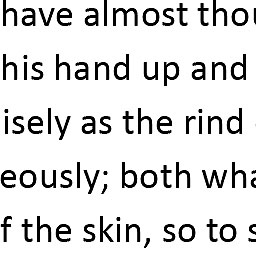 have almost thou
his hand up and
isely as the rind
eously; both wha
f the skin, so to s